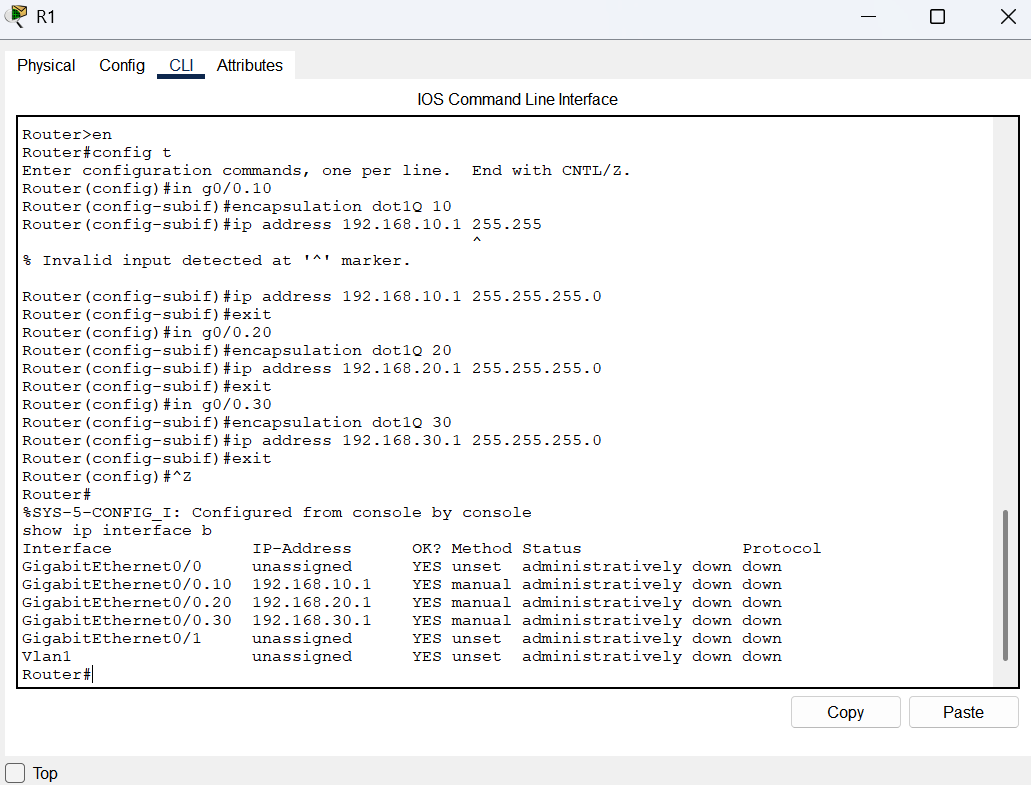 R1
Physical Config CLI Attributes
IOS Command Line Interface
Router>en
Router#config t
Enter configuration commands, one per line.  End with CNTL/Z.
Router(config)#in g0/0.10
Router(config-subif)#encapsulation dot1Q 10
Router(config-subif)#ip address 192.168.10.1 255.255
^
% Invalid input detected at '^' marker.
Router(config-subif)#ip address 192.168.10.1 255.255.255.0
Router(config-subif)#exit
Router(config)#in g0/0.20
Router(config-subif)#encapsulation dot1Q 20
Router(config-subif)#ip address 192.168.20.1 255.255.255.0
Router(config-subif)#exit
Router(config)#in g0/0.30
Router(config-subif)#encapsulation dot1Q 30
Router(config-subif)#ip address 192.168.30.1 255.255.255.0
Router(config-subif)#exit
Router(config)#^Z
Router#
%SYS-5-CONFIG_I: Configured from console by console
show ip interface b
Interface IP-Address OK? Method Status Protocol
GigabitEthernet0/0 unassigned YES unset administratively down down
GigabitEthernet0/0.10 192.168.10.1 YES manual administratively down down
GigabitEthernet0/0.20 192.168.20.1 YES manual administratively down down
GigabitEthernet0/0.30 192.168.30.1 YES manual administratively down down
GigabitEthernet0/1 unassigned YES unset administratively down down
Vlan1 unassigned YES unset administratively down down
Router#
Copy Paste
Top